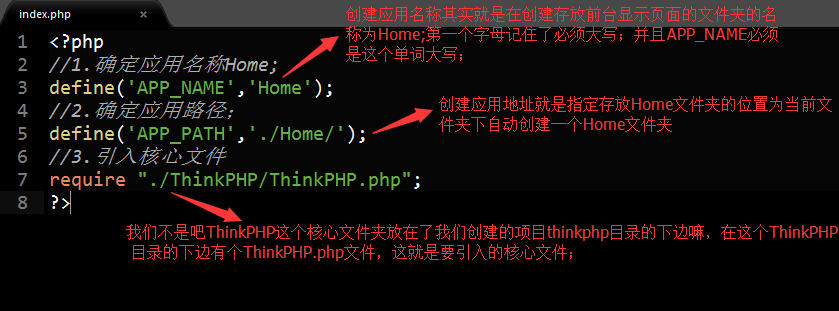 index.php
×
创建应用名称其实就是在创建存放前台显示页面的文件夹的名
称为Home;第一个字母记住了必须大写；并且APP_NAME必须
是这个单词大写；
1 <?php
2 //1.确定应用名称Home;
3 define('APP_NAME','Home');
4 //2.确定应用路径;
创建应用地址就是指定存放Home文件夹的位置为当前文
件夹下自动创建一个Home文件夹
5 define('APP_PATH','./Home/');
6 //3.引入核心文件
7 require "./ThinkPHP/ThinkPHP.php";
8 ?>
我们不是吧ThinkPHP这个核心文件夹放在了我们创建的项目thinkphp目录的下边嘛，在这个ThinkPHP
目录的下边有个ThinkPHP.php文件，这就是要引入的核心文件；